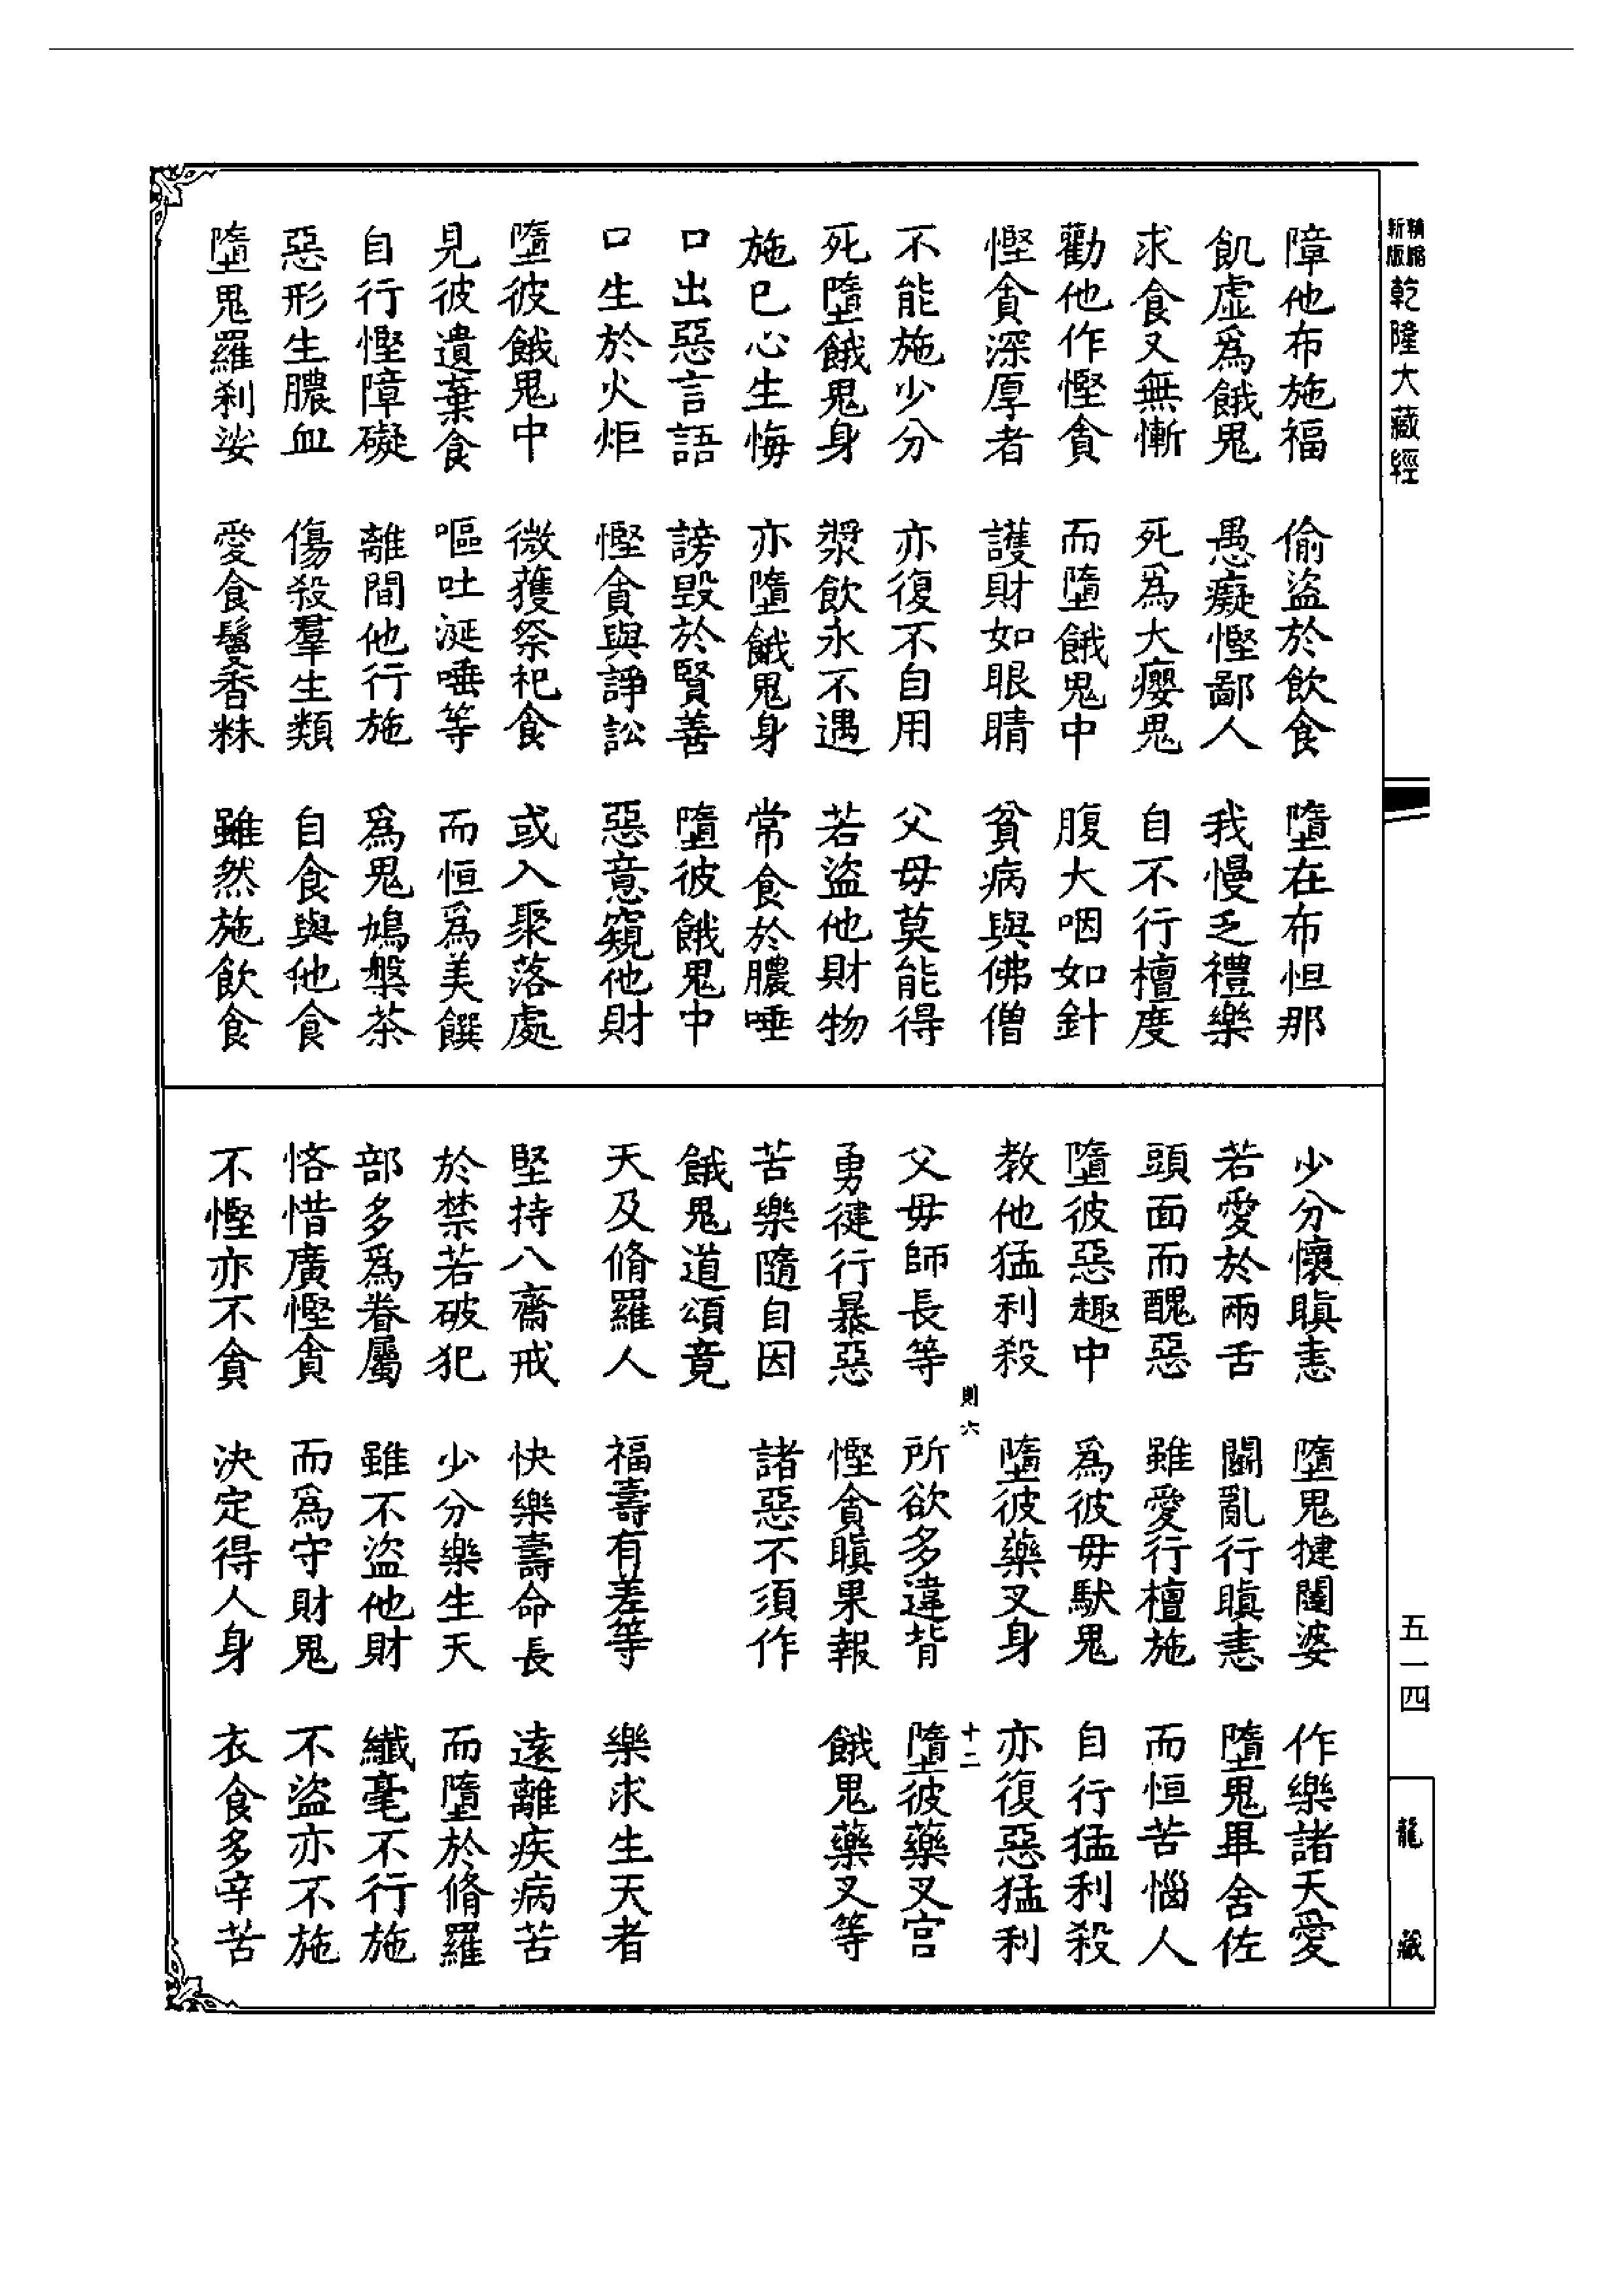 精縮新版乾隆大藏經
障他布施福　偷盜於飲食　墮在布怛那
飢虛爲餓鬼　愚癡慳鄙人　我慢乏禮樂
求食又無慚　死爲大癭鬼　自不行檀度
勸他作慳貪　而墮餓鬼中　腹大咽如針
慳貪深厚者　護財如眼睛　貧病與佛僧
不能施少分　亦復不自用　父母莫能得
死墮餓鬼身　漿飲永不遇　若盜他財物
施已心生悔　亦墮餓鬼身　常食於膿唾
口出惡言語　謗毀於賢善　墮彼餓鬼中
口生於火炬　慳貪與諍訟　惡意窺他財
墮彼餓鬼中　微獲祭祀食　或入聚落處
見彼遺棄食　嘔吐涎唾等　而恒爲美饌
自行慳障礙　離間他行施　爲鬼鳩槃茶
惡形生膿血　傷殺羣生類　自食與他食
墮鬼羅剎娑　愛食鬘香粖　雖然施飲食
少分懷瞋恚　墮鬼揵闥婆　作樂諸天愛
若愛於兩舌　鬬亂行瞋恚　墮鬼畢舍佐
頭面而醜惡　雖愛行檀施　而恒苦惱人
墮彼惡趣中　爲彼毋馱鬼　自行猛利殺
教他猛利殺　墮彼藥叉身　亦復惡猛利
則六　十二
父母師長等　所欲多違背　墮彼藥叉宮
勇健行暴惡　慳貪瞋果報　餓鬼藥叉等
苦樂隨自因　諸惡不須作
餓鬼道頌竟
天及脩羅人　福壽有差等　樂求生天者
堅持八齋戒　快樂壽命長　遠離疾病苦
於禁若破犯　少分樂生天　而墮於脩羅
部多爲眷屬　雖不盜他財　纖毫不行施
悋惜廣慳貪　而爲守財鬼　不盜亦不施
不慳亦不貪　決定得人身　衣食多辛苦
五一四
龍藏